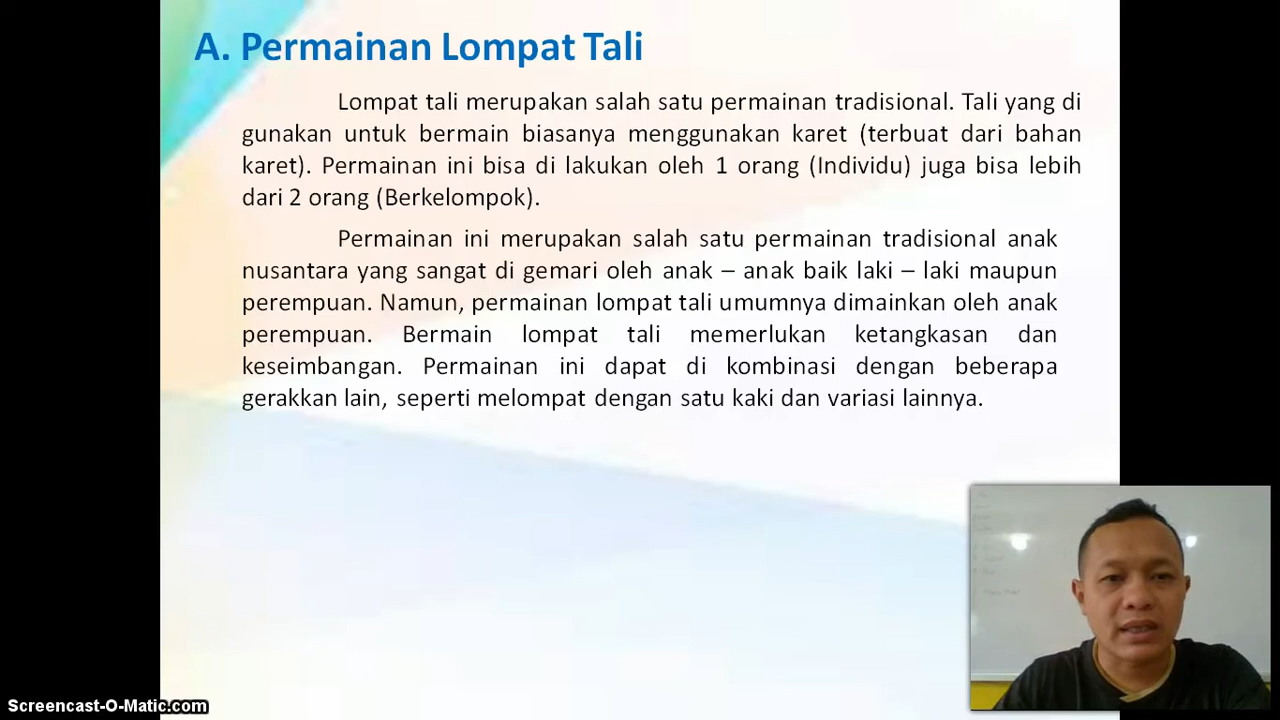 A. Permainan Lompat Tali
Lompat tali merupakan salah satu permainan tradisional. Tali yang di
gunakan untuk bermain biasanya menggunakan karet (terbuat dari bahan
karet). Permainan ini bisa di lakukan oleh 1 orang (Individu) juga bisa lebih
dari 2 orang (Berkelompok).
Permainan ini merupakan salah satu permainan tradisional anak
nusantara yang sangat di gemari oleh anak – anak baik laki – laki maupun
perempuan. Namun, permainan lompat tali umumnya dimainkan oleh anak
perempuan. Bermain lompat tali memerlukan ketangkasan dan
keseimbangan. Permainan ini dapat di kombinasi dengan beberapa
gerakkan lain, seperti melompat dengan satu kaki dan variasi lainnya.
Screencast-O-Matic.com